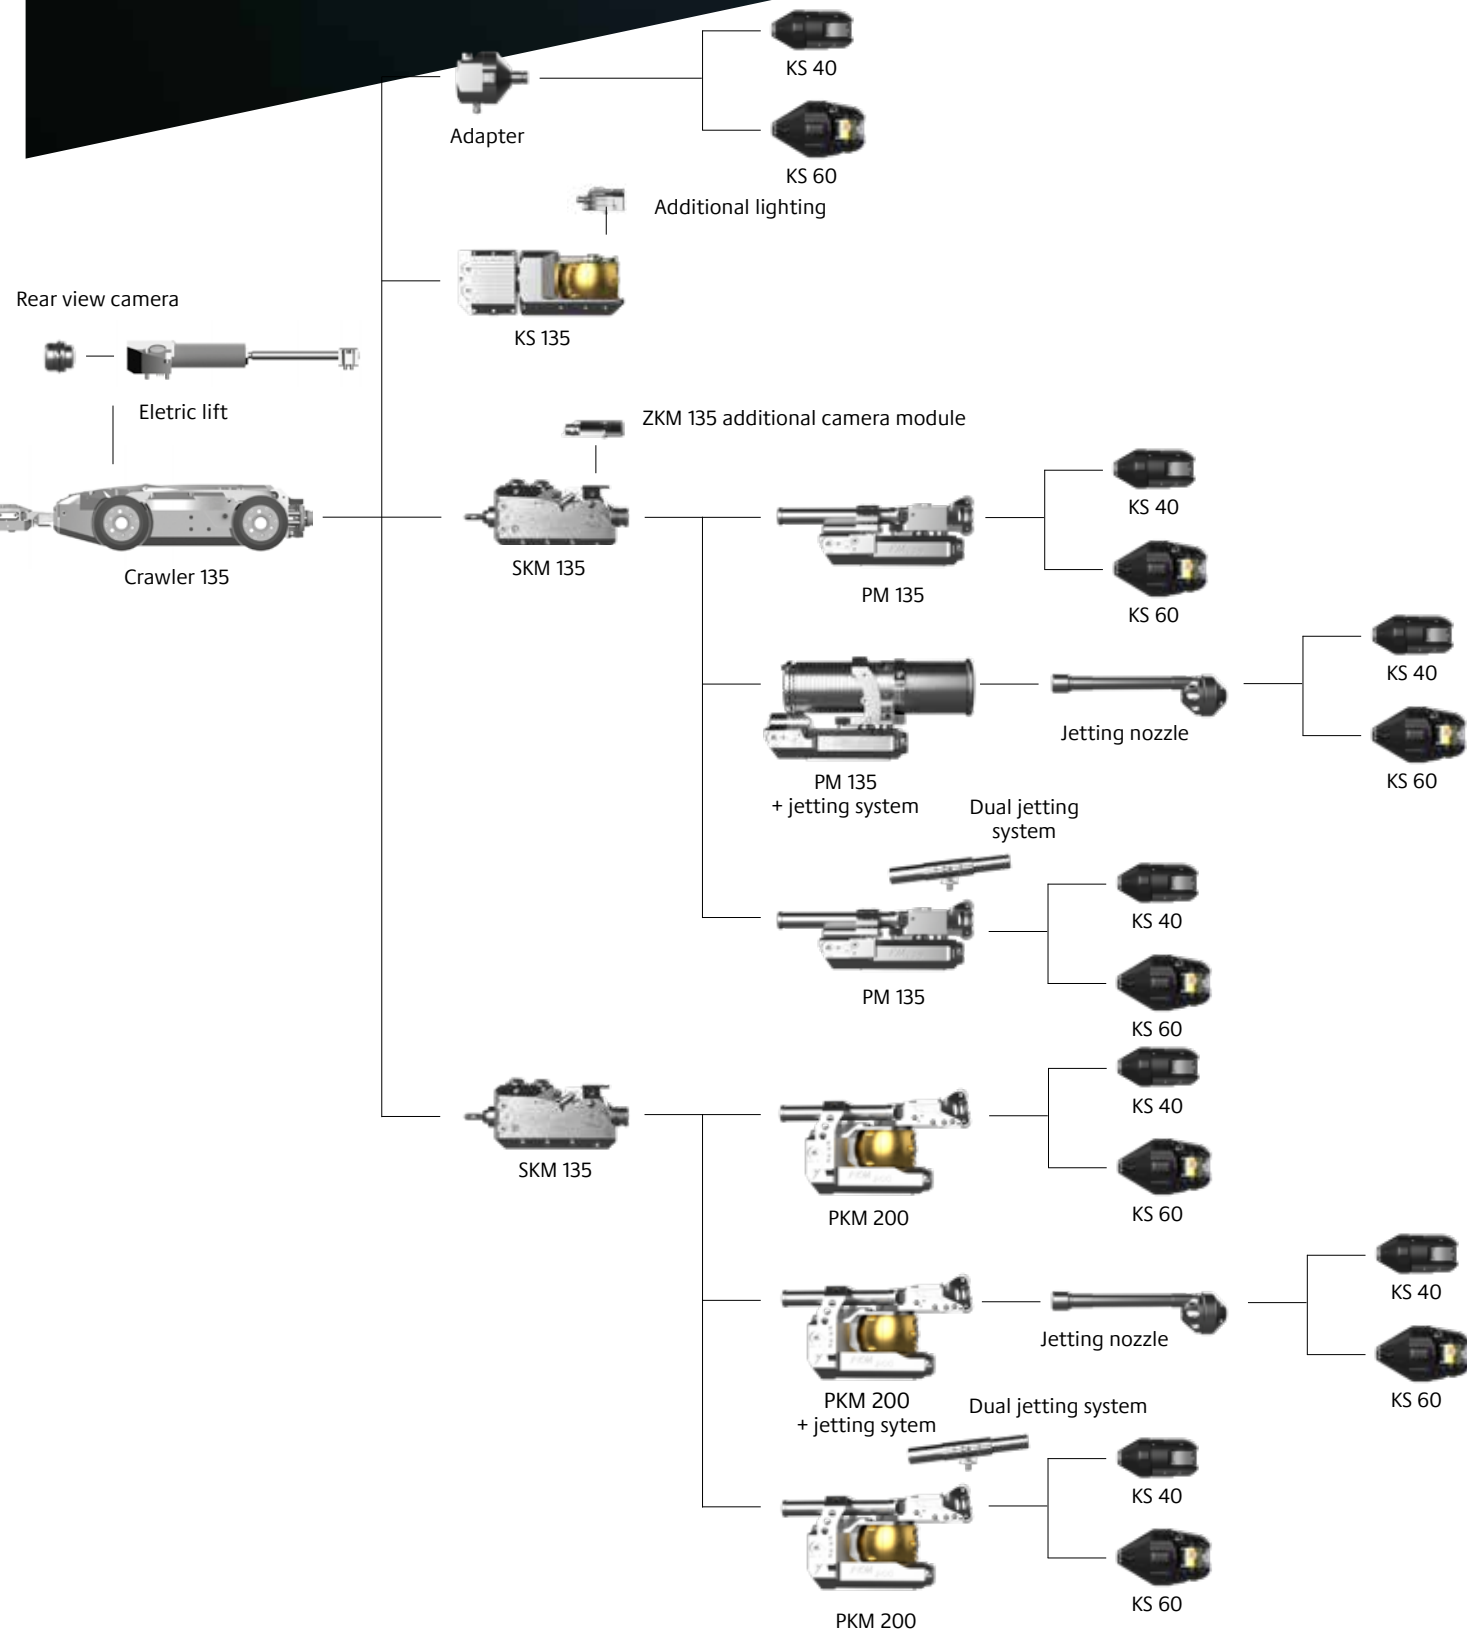 KS 40
Adapter
KS 60
Additional lighting
Rear view camera
KS 135
Eletric lift
ZKM 135 additional camera module
KS 40
SKM 135
Crawler 135
PM 135
KS 60
KS 40
Jetting nozzle
PM 135
+ jetting system
KS 60
Dual jetting
system
KS 40
PM 135
KS 60
KS 40
SKM 135
PKM 200
KS 60
KS 40
Jetting nozzle
PKM 200
+ jetting sytem
KS 60
Dual jetting system
KS 40
PKM 200
KS 60